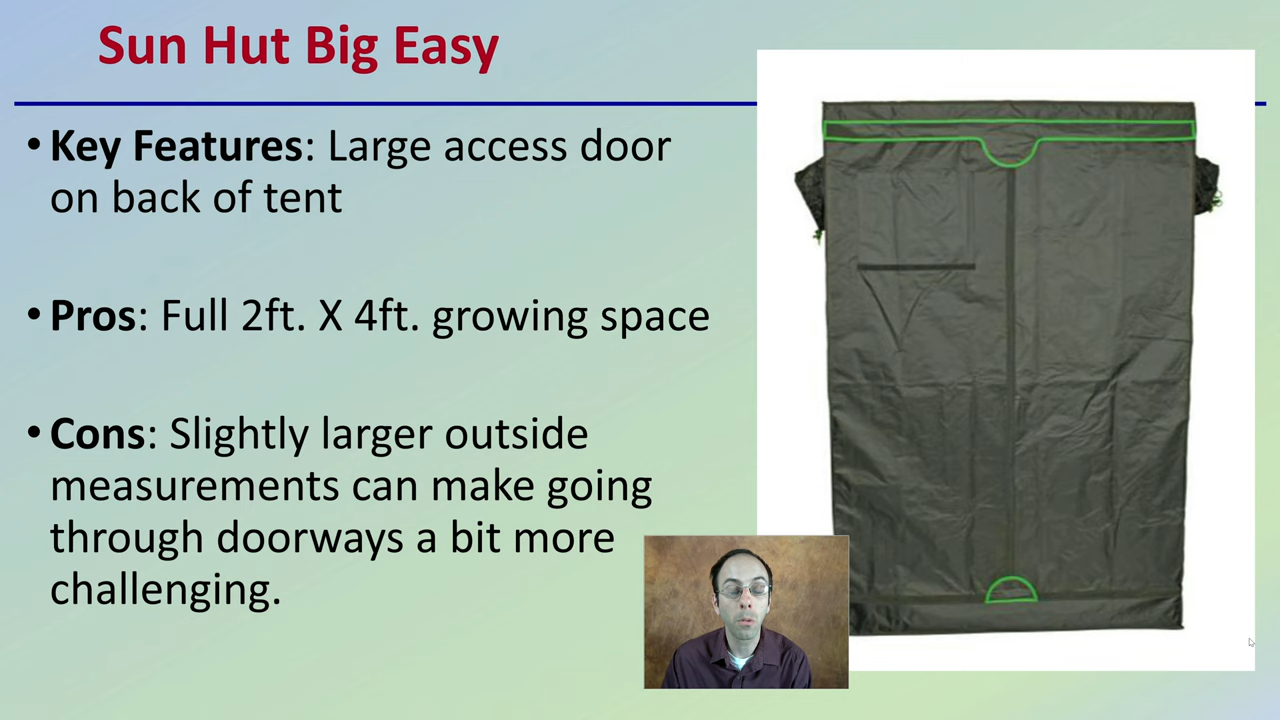 Sun Hut Big Easy
• Key Features: Large access door
on back of tent
• Pros: Full 2ft. X 4ft. growing space
• Cons: Slightly larger outside
measurements can make going
through doorways a bit more
challenging.